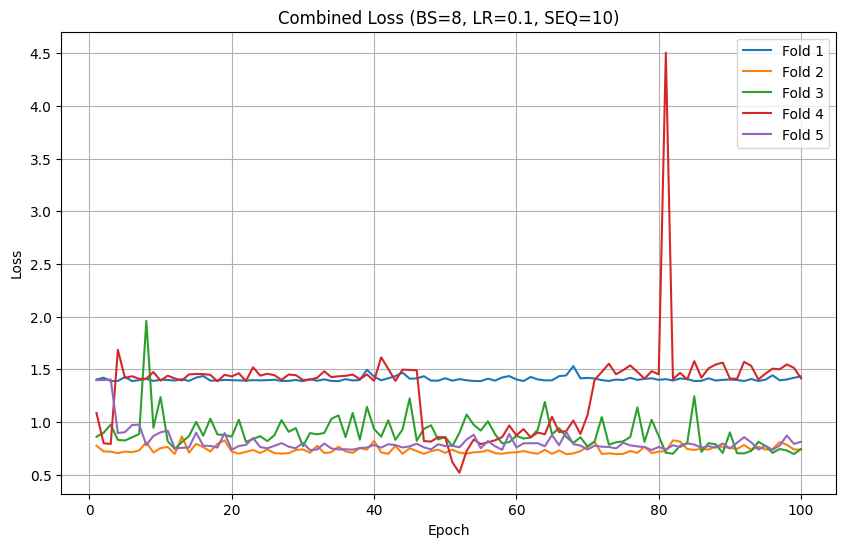 Combined Loss (BS=8, LR=0.1, SEQ=10)
4.5
4.0
3.5
3.0
2.5
2.0
1.5
1.0
0.5
Loss
Fold 1
Fold 2
Fold 3
Fold 4
Fold 5
0
20
40
60
80
100
Epoch